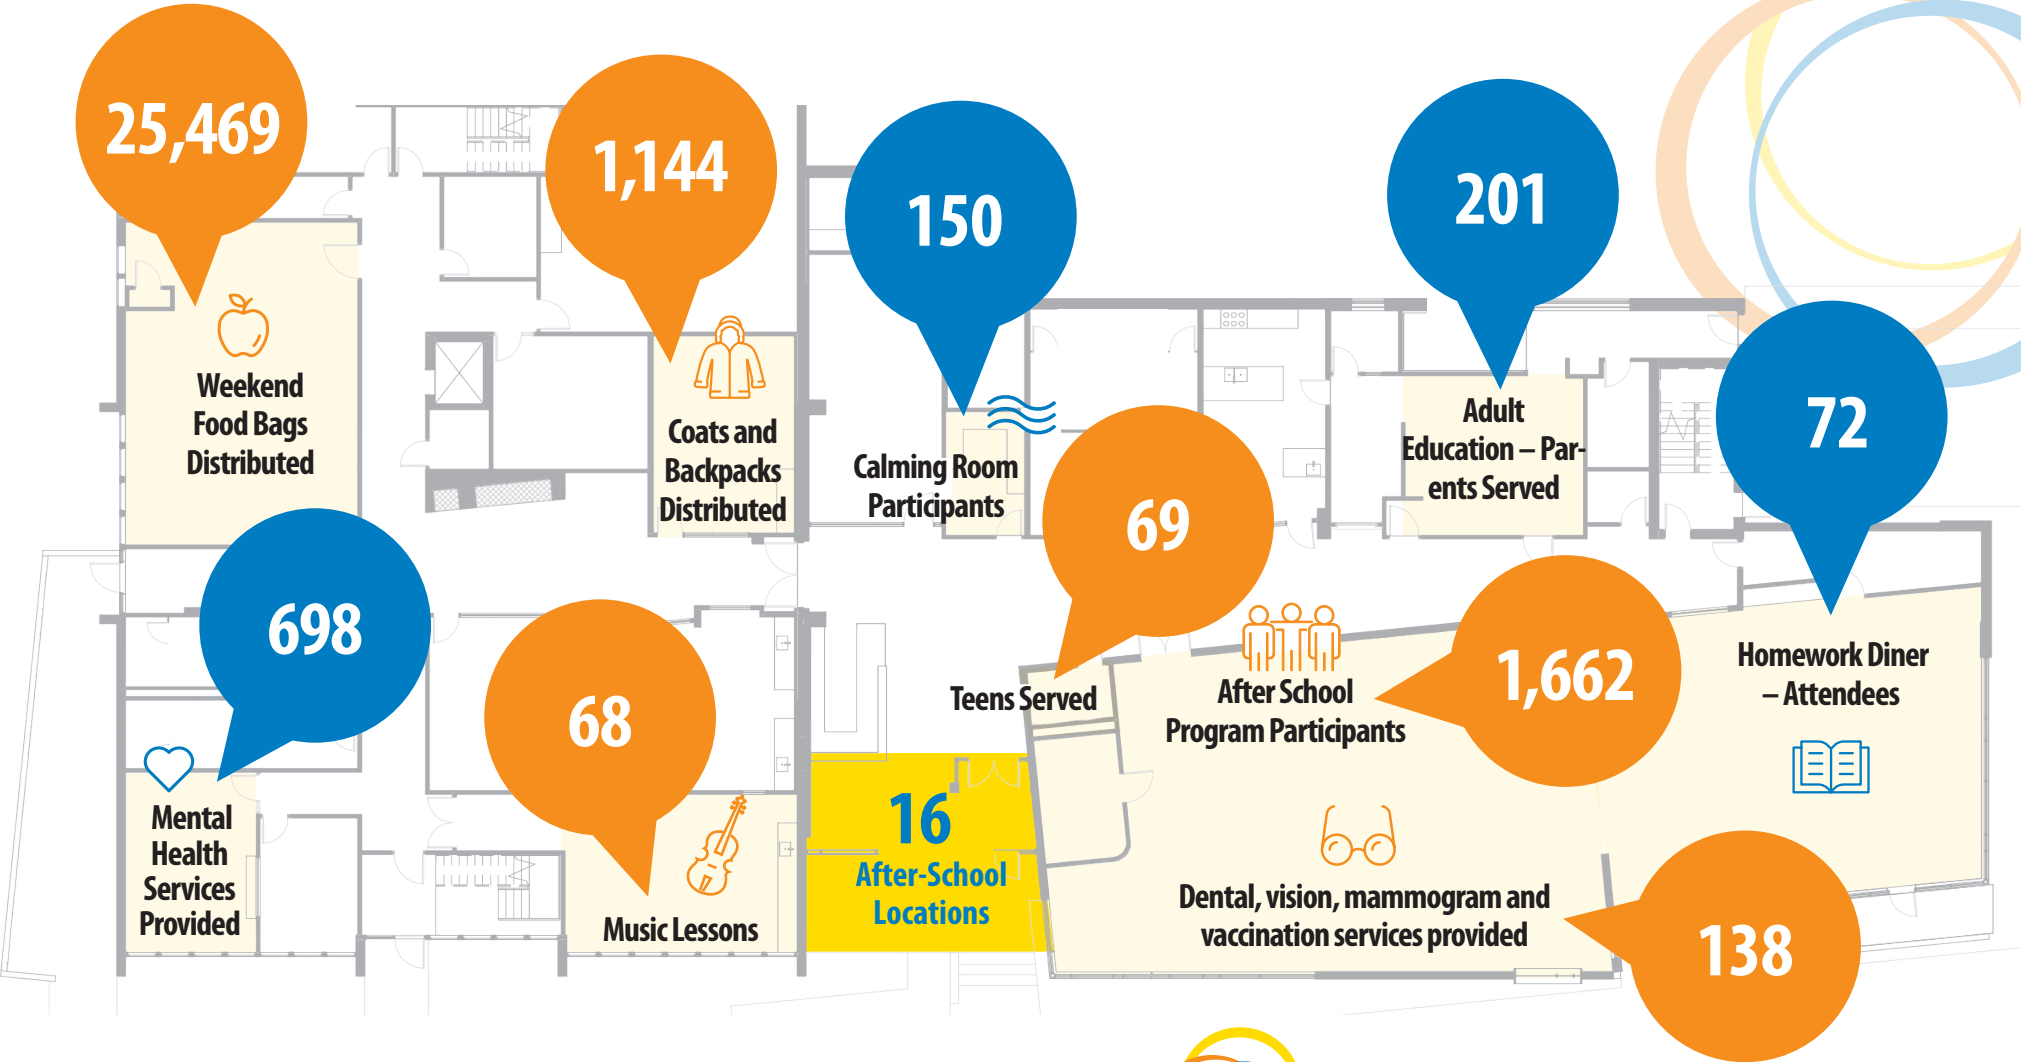 25,469
Weekend
Food Bags
Distributed
1,144
Coats and
Backpacks
Distributed
150
Calming Room
Participants
201
Adult
Education – Par-
ents Served
72
Homework Diner
– Attendees
698
Mental
Health
Services
Provided
68
Music Lessons
69
Teens Served
1,662
After School
Program Participants
16
After-School
Locations
Dental, vision, mammogram and
vaccination services provided
138